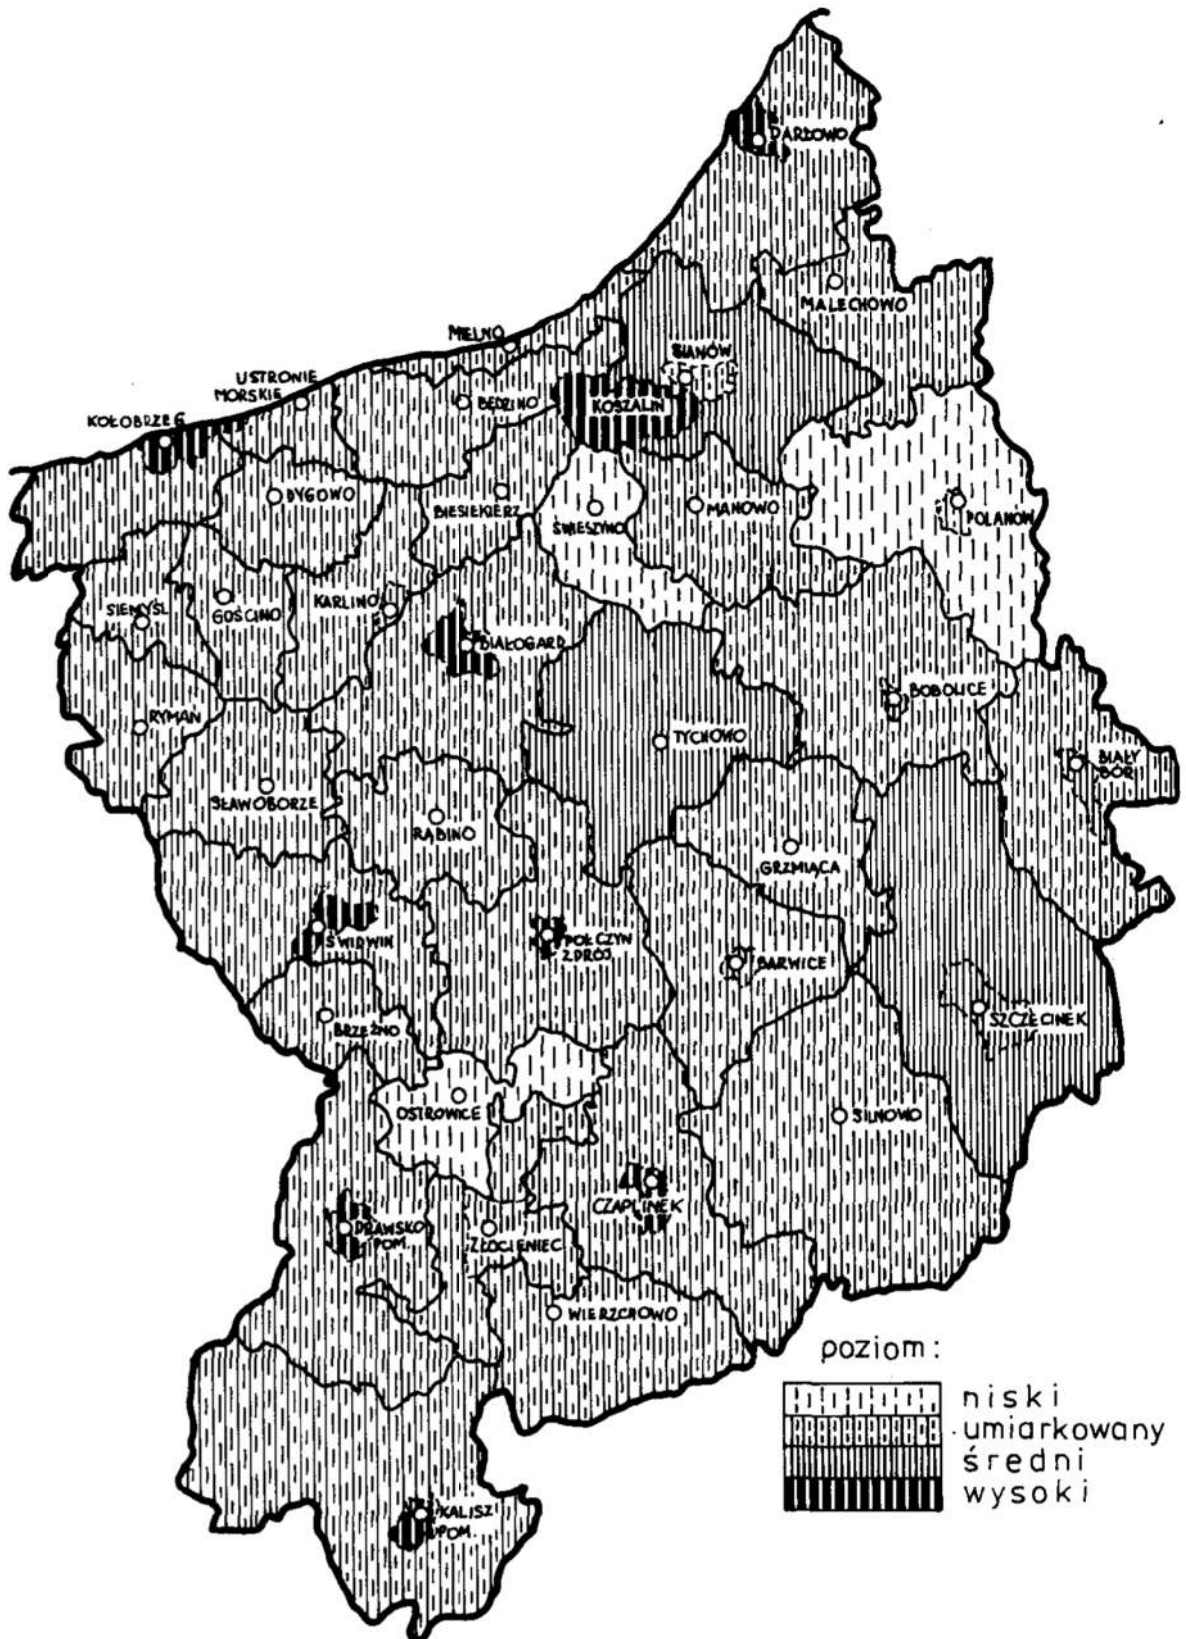 DARŁOWO
MALECHOWO
MIELNO
SIANÓW
USTRONIE
MORSKIE
BĘDZINO
KOSZALIN
KOŁOBRZEG
DYGOWO
BIESIEKIERZ
ŚWIESZYNO
MANOWO
POLANÓW
SIEMYŚL
GOŚCINO
KARLINO
BIAŁOGARD
BOBOLICE
RYMAŃ
TYCHOWO
BIAŁY
BÓR
SŁAWOBORZE
RĄBINO
GRZMIĄCA
ŚWIDWIN
POŁCZYN
ZDRÓJ
BARWICE
BRZEŻNO
SZCZECINEK
OSTROWICE
SILNOWO
CZAPLINEK
DRAWSKO
POM.
ZŁOCIENIEC
WIERZCHOWO
poziom:
niski
umiarkowany
średni
wysoki
KALISZ
POM.